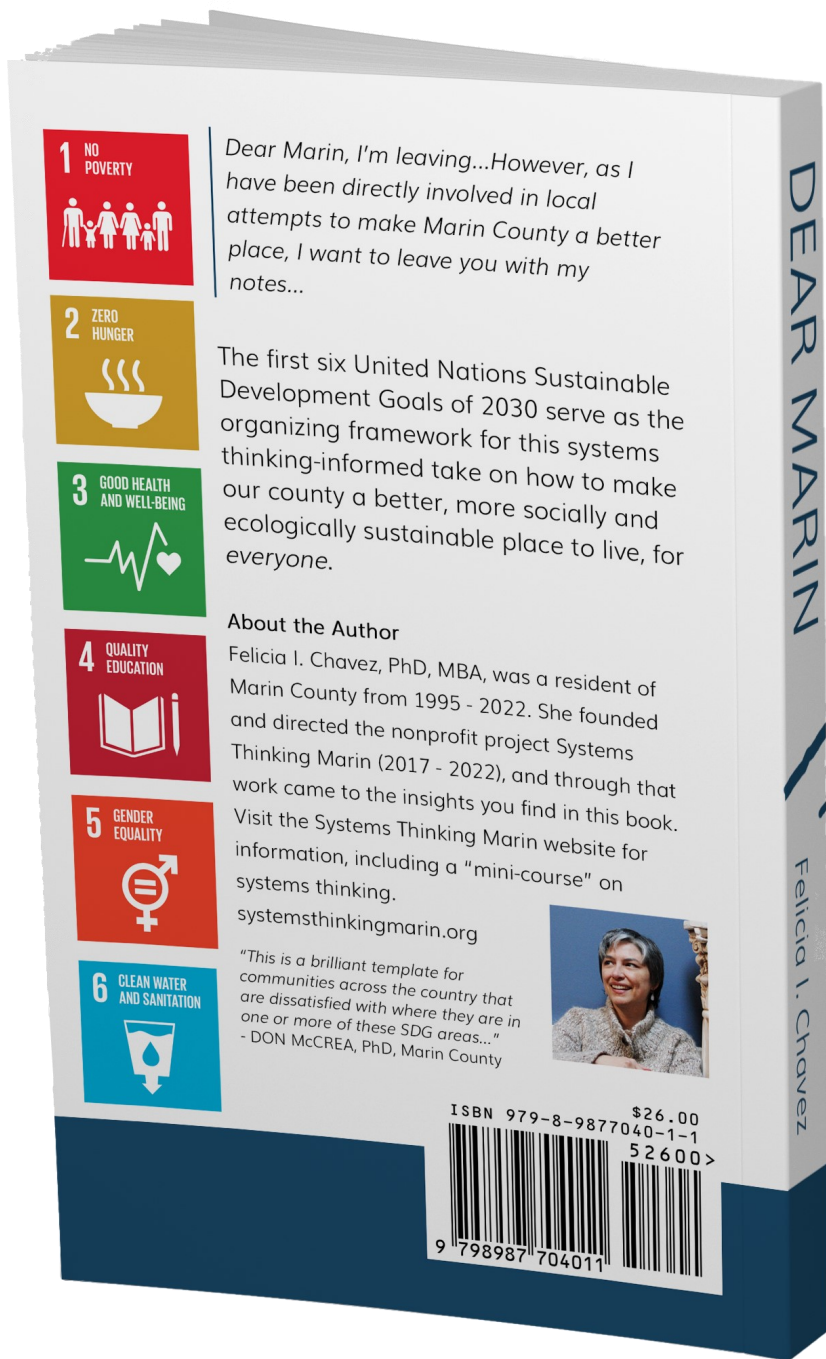 1 NO
POVERTY
2 ZERO
HUNGER
3 GOOD HEALTH
AND WELL-BEING
4 QUALITY
EDUCATION
5 GENDER
EQUALITY
6 CLEAN WATER
AND SANITATION
Dear Marin, I'm leaving...However, as I
have been directly involved in local
attempts to make Marin County a better
place, I want to leave you with my
notes...
The first six United Nations Sustainable
Development Goals of 2030 serve as the
organizing framework for this systems
thinking-informed take on how to make
our county a better, more socially and
ecologically sustainable place to live, for
everyone.
About the Author
Felicia I. Chavez, PhD, MBA, was a resident of
Marin County from 1995 - 2022. She founded
and directed the nonprofit project Systems
Thinking Marin (2017 - 2022), and through that
work came to the insights you find in this book.
Visit the Systems Thinking Marin website for
information, including a “mini-course” on
systems thinking.
systemsthinkingmarin.org
“This is a brilliant template for
communities across the country that
are dissatisfied with where they are in
one or more of these SDG areas...”
- DON McCREA, PhD, Marin County
$26.00
ISBN 979-8-9877040-1-1
52600>
9 798987 704011
DEAR MARIN
Felicia I. Chavez